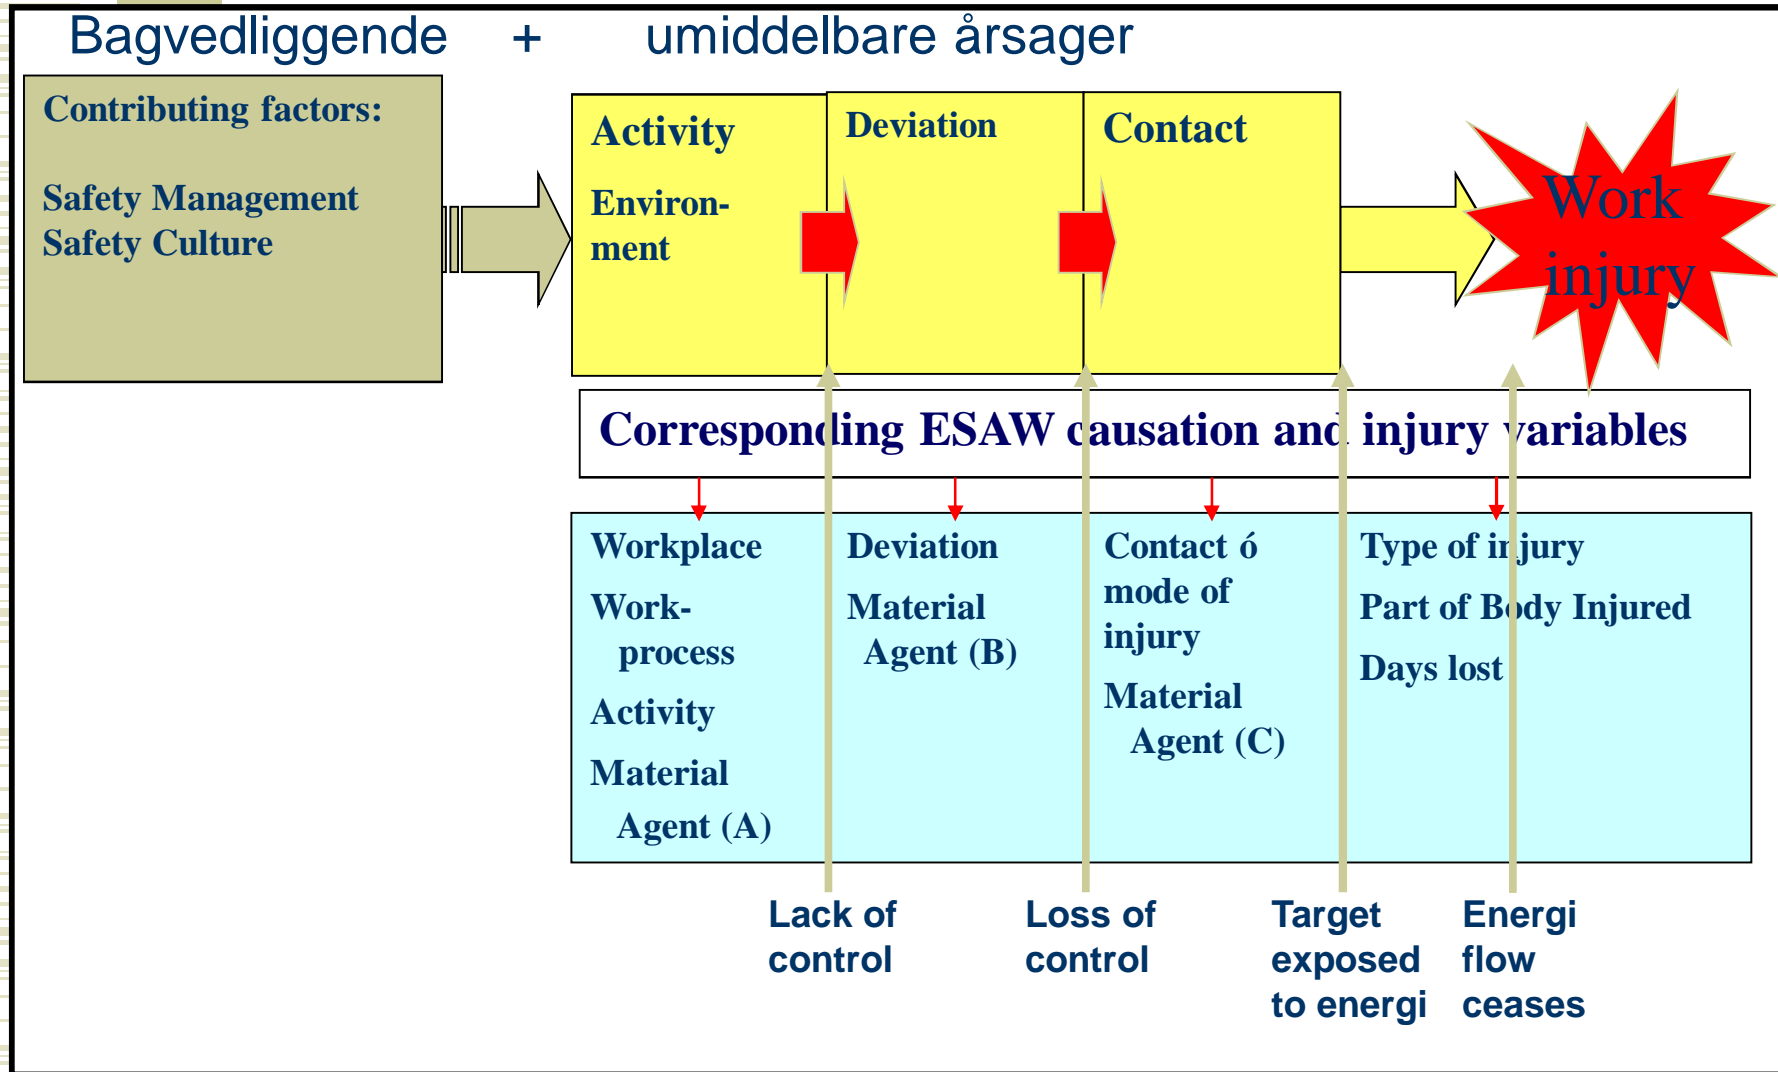 Bagvedliggende + umiddelbare årsager
Contributing factors:
Safety Management
Safety Culture
Activity
Environ-
ment
Deviation
Contact
Work
injury
Corresponding ESAW causation and injury variables
Workplace
Work-
process
Activity
Material
Agent (A)
Deviation
Material
Agent (B)
Contact ó
mode of
injury
Material
Agent (C)
Type of injury
Part of Body Injured
Days lost
Lack of
control
Loss of
control
Target
exposed
to energi
Energi
flow
ceases